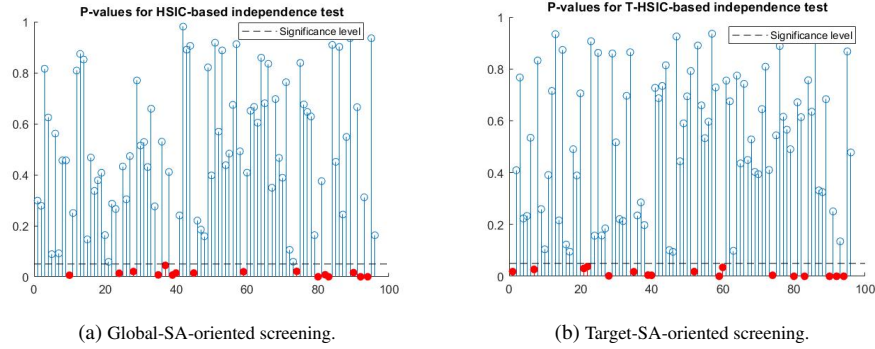 P-values for HSIC-based independence test
Significance level
1
0.8
0.6
0.4
0.2
0
0 20 40 60 80 100
(a) Global-SA-oriented screening.
P-values for T-HSIC-based independence test
Significance level
1
0.8
0.6
0.4
0.2
0
0 20 40 60 80 100
(b) Target-SA-oriented screening.